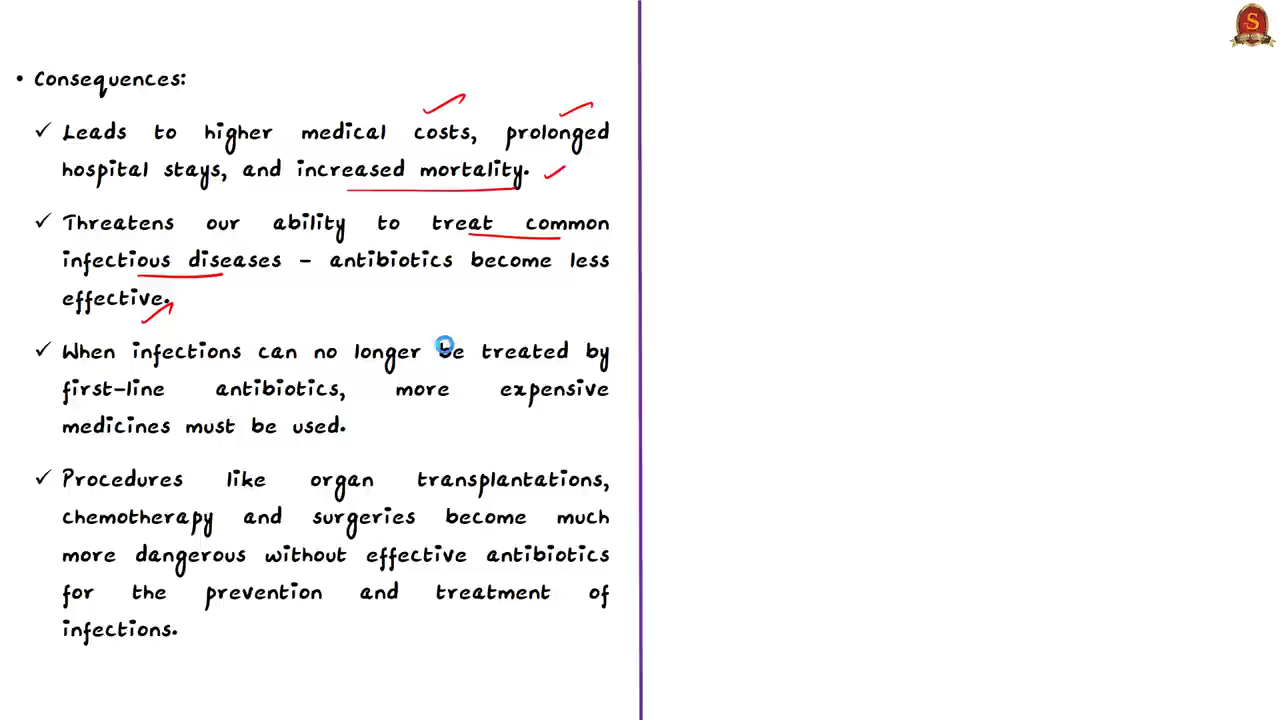 • Consequences:
✓ Leads to higher medical costs, prolonged
hospital stays, and increased mortality.
✓ Threatens our ability to treat common
infectious diseases – antibiotics become less
effective.
✓ When infections can no longer be treated by
first-line antibiotics, more expensive
medicines must be used.
✓ Procedures like organ transplantations,
chemotherapy and surgeries become much
more dangerous without effective antibiotics
for the prevention and treatment of
infections.
S